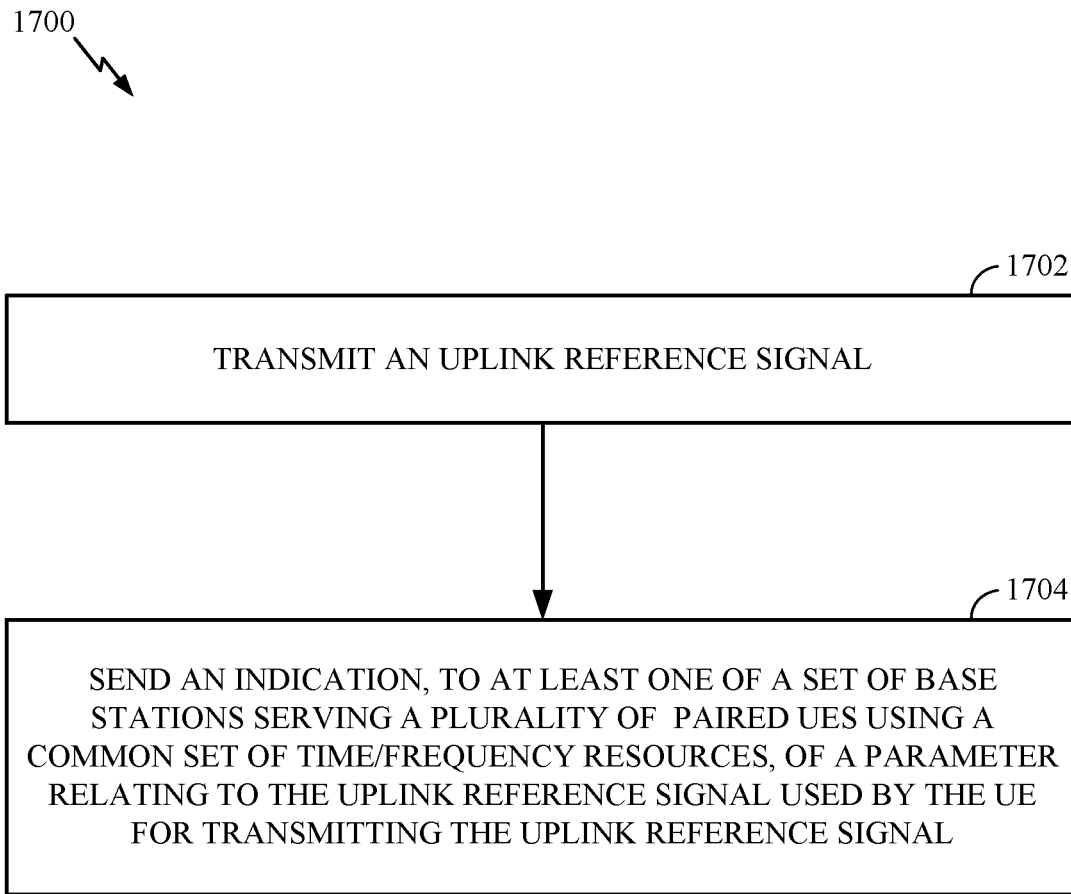 1700
1702
TRANSMIT AN UPLINK REFERENCE SIGNAL
1704
SEND AN INDICATION, TO AT LEAST ONE OF A SET OF BASE
STATIONS SERVING A PLURALITY OF PAIRED UES USING A
COMMON SET OF TIME/FREQUENCY RESOURCES, OF A PARAMETER
RELATING TO THE UPLINK REFERENCE SIGNAL USED BY THE UE
FOR TRANSMITTING THE UPLINK REFERENCE SIGNAL